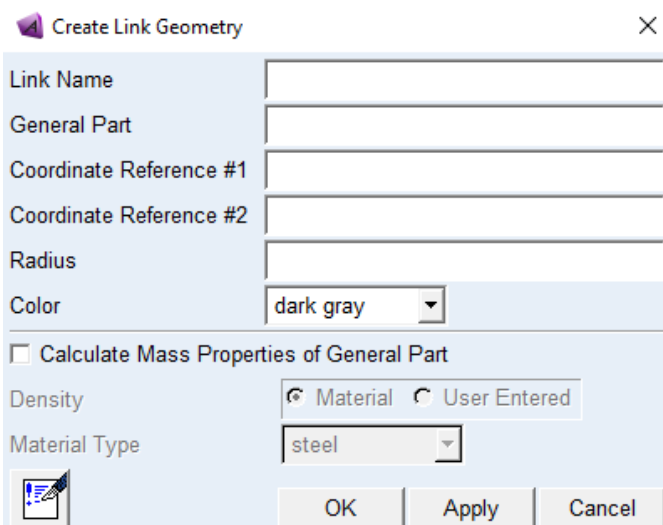 Create Link Geometry
Link Name
General Part
Coordinate Reference #1
Coordinate Reference #2
Radius
Color dark gray
Calculate Mass Properties of General Part
Density Material User Entered
Material Type steel
OK Apply Cancel